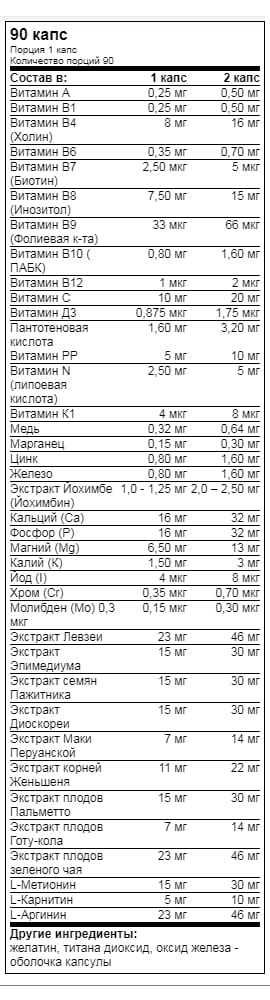 90 капс
Порция 1 капс
Количество порций 90
Состав в: 1 капс 2 капс
Витамин А 0,25 мг 0,50 мг
Витамин В1 0,25 мг 0,50 мг
Витамин В4 8 мг 16 мг
(Холин)
Витамин В6 0,35 мг 0,70 мг
Витамин В7 2,50 мкг 5 мкг
(Биотин)
Витамин В8 7,50 мг 15 мг
(Инозитол)
Витамин В9 33 мкг 66 мкг
(Фолиевая к-та)
Витамин В10 ( 0,80 мг 1,60 мг
ПАБК)
Витамин В12 1 мкг 2 мкг
Витамин С 10 мг 20 мг
Витамин Д3 0,875 мкг 1,75 мкг
Пантотеновая 1,60 мг 3,20 мг
кислота
Витамин РР 5 мг 10 мг
Витамин N 2,50 мг 5 мг
(липоевая
кислота)
Витамин К1 4 мкг 8 мкг
Медь 0,32 мг 0,64 мг
Марганец 0,15 мг 0,30 мг
Цинк 0,80 мг 1,60 мг
Железо 0,80 мг 1,60 мг
Экстракт Йохимбе 1,0 - 1,25 мг 2,0 – 2,50 мг
(Йохимбин)
Кальций (Ca) 16 мг 32 мг
Фосфор (P) 16 мг 32 мг
Магний (Mg) 6,50 мг 13 мг
Калий (К) 1,50 мг 3 мг
Йод (I) 4 мкг 8 мкг
Хром (Cr) 0,35 мкг 0,70 мкг
Молибден (Mo) 0,3 0,15 мкг 0,30 мкг
мкг
Экстракт Левзеи 23 мг 46 мг
Экстракт 15 мг 30 мг
Эпимедиума
Экстракт семян 15 мг 30 мг
Пажитника
Экстракт 15 мг 30 мг
Диоскореи
Экстракт Маки 7 мг 14 мг
Перуанской
Экстракт корней 11 мг 22 мг
Женьшеня
Экстракт плодов 15 мг 30 мг
Пальметто
Экстракт плодов 7 мг 14 мг
Готу-кола
Экстракт плодов 23 мг 46 мг
зеленого чая
L-Метионин 15 мг 30 мг
L-Карнитин 5 мг 10 мг
L-Аргинин 23 мг 46 мг
Другие ингредиенты:
желатин, титана диоксид, оксид железа -
оболочка капсулы